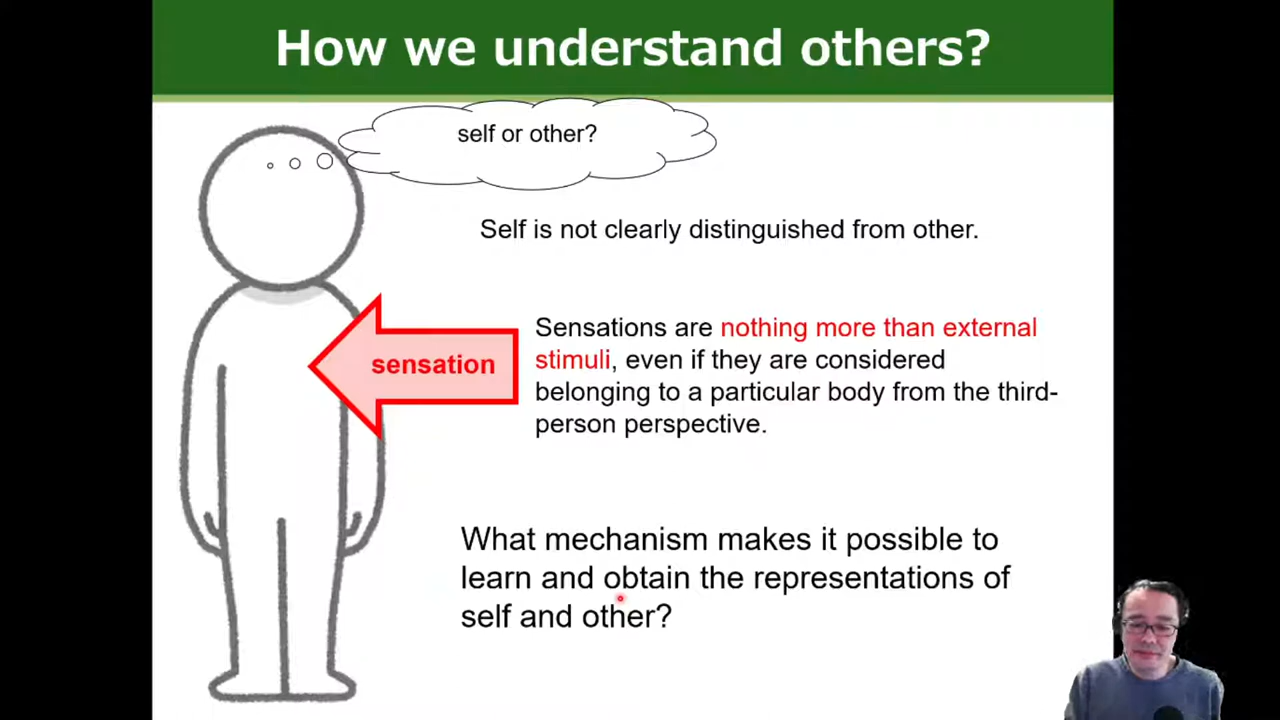 How we understand others?
self or other?
Self is not clearly distinguished from other.
sensation
Sensations are nothing more than external
stimuli, even if they are considered
belonging to a particular body from the third-
person perspective.
What mechanism makes it possible to
learn and obtain the representations of
self and other?